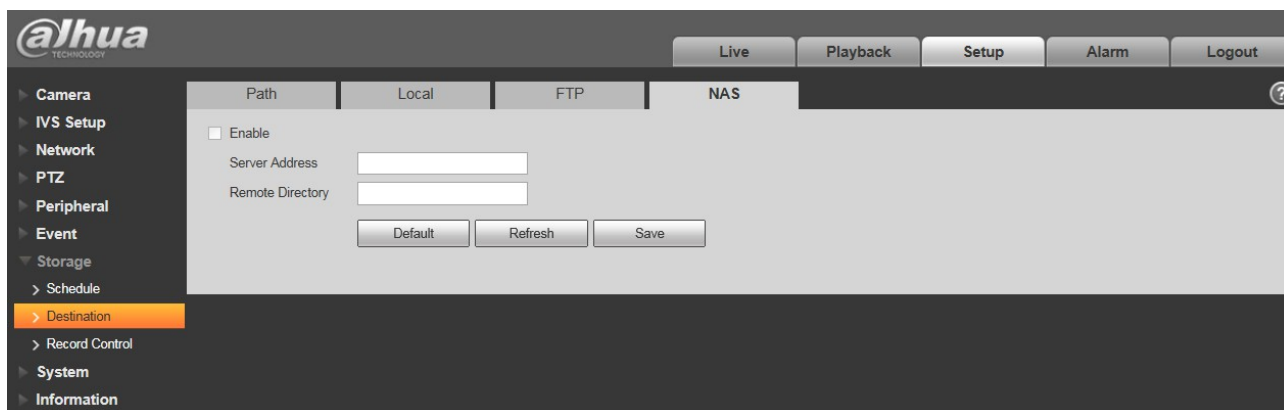 alhua
TECHNOLOGY
Live Playback Setup Alarm Logout
Camera
IVS Setup
Network
PTZ
Peripheral
Event
Storage
> Schedule
> Destination
> Record Control
System
Information
Path Local FTP NAS
?
Enable
Server Address
Remote Directory
Default Refresh Save